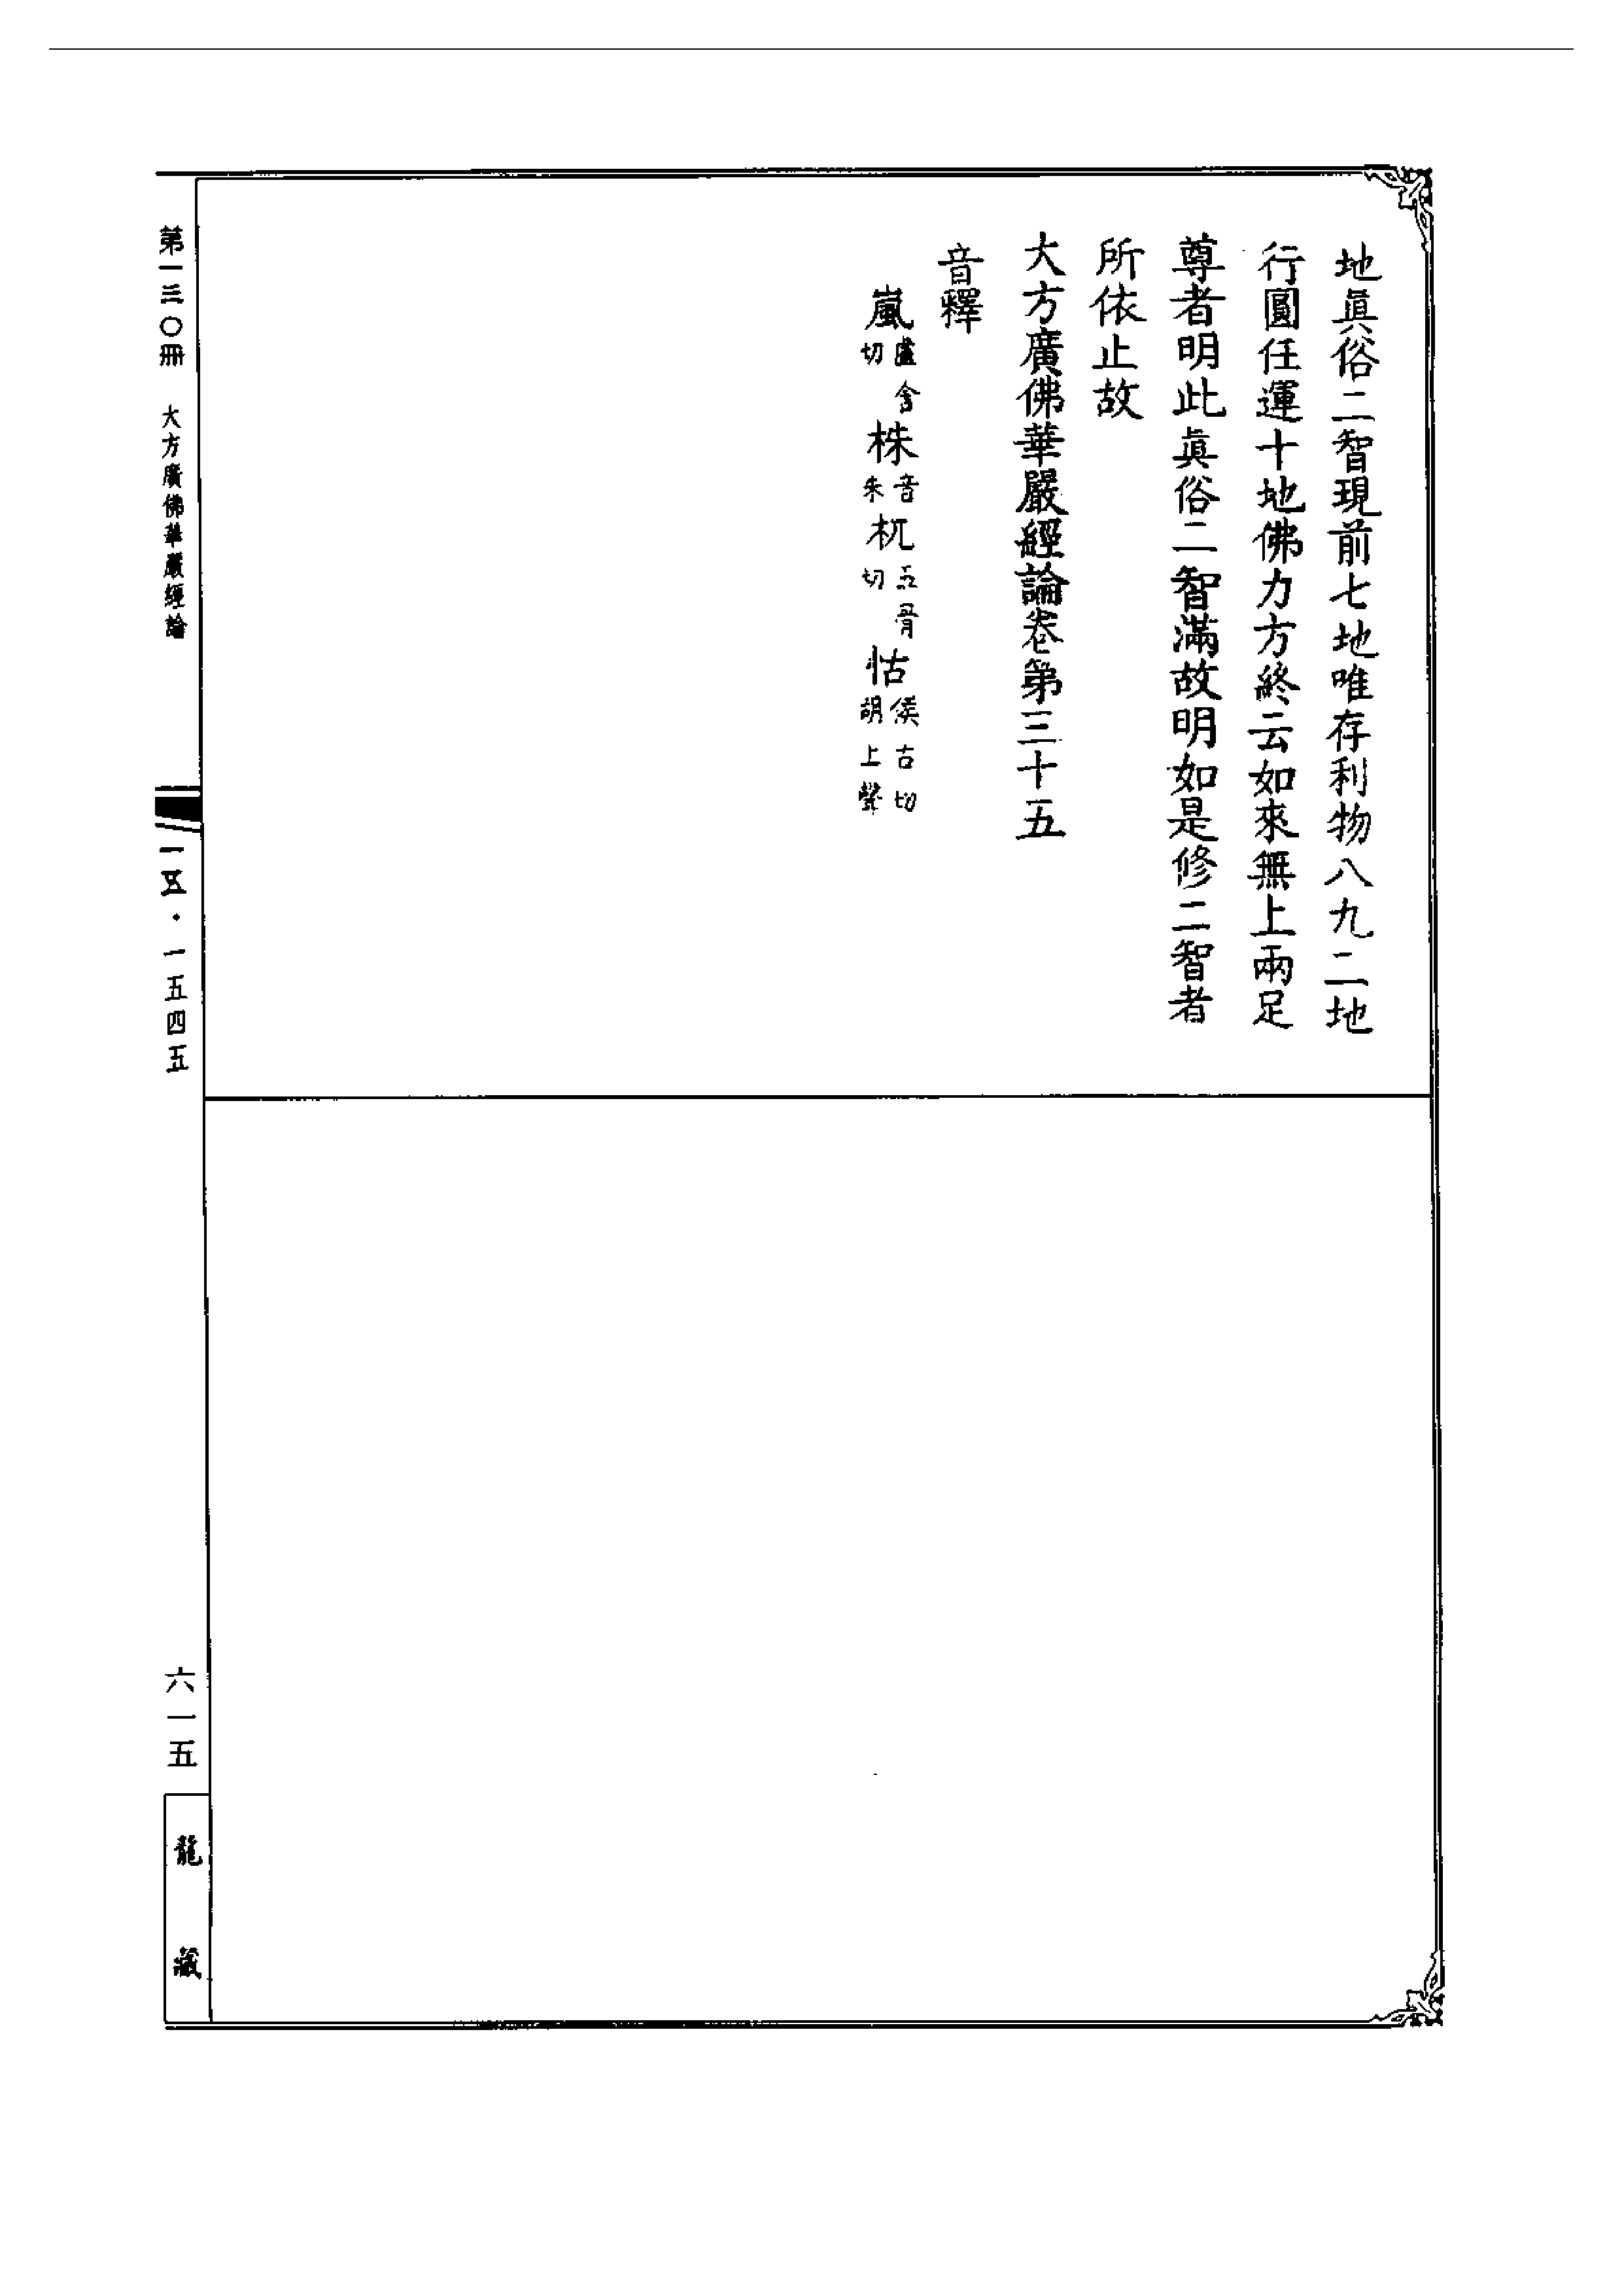 地眞俗二智現前七地唯存利物八九二地
行圓任運十地佛力方終云如來無上兩足
尊者明此眞俗二智滿故明如是修二智者
所依止故
大方廣佛華嚴經論卷第三十五
音釋
嵐盧含切 株音朱 杌五骨切 怙侯古切胡上聲
第一三〇冊 大方廣佛華嚴經論
一五四五
六一五
龍藏